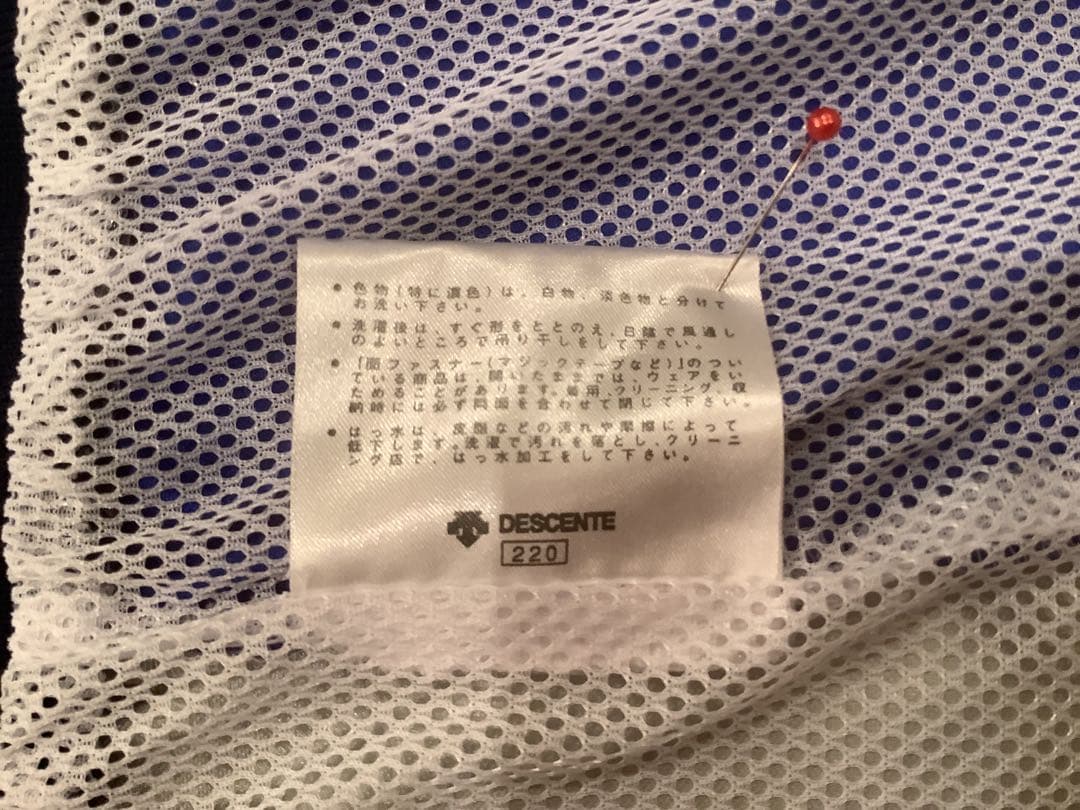 ● 色物(特に濃色)は、白物、淡色物と分けて
お洗い下さい。
● 洗濯後は、すぐ形をととのえ、日陰で風通し
のよいところで吊り干しをして下さい。
● 「面ファスナー(マジックテープなど)」のつい
ている商品は、開いたままでは、ウェアをい
ためることがあります。着用、クリーニング、収
納時には必ず両面を合わせて閉じて下さい。
● はっ水は、皮脂などの汚れや摩擦によって
低下します。洗濯で汚れを落とし、クリーニ
ング店で、はっ水加工をして下さい。
DESCENTE
220